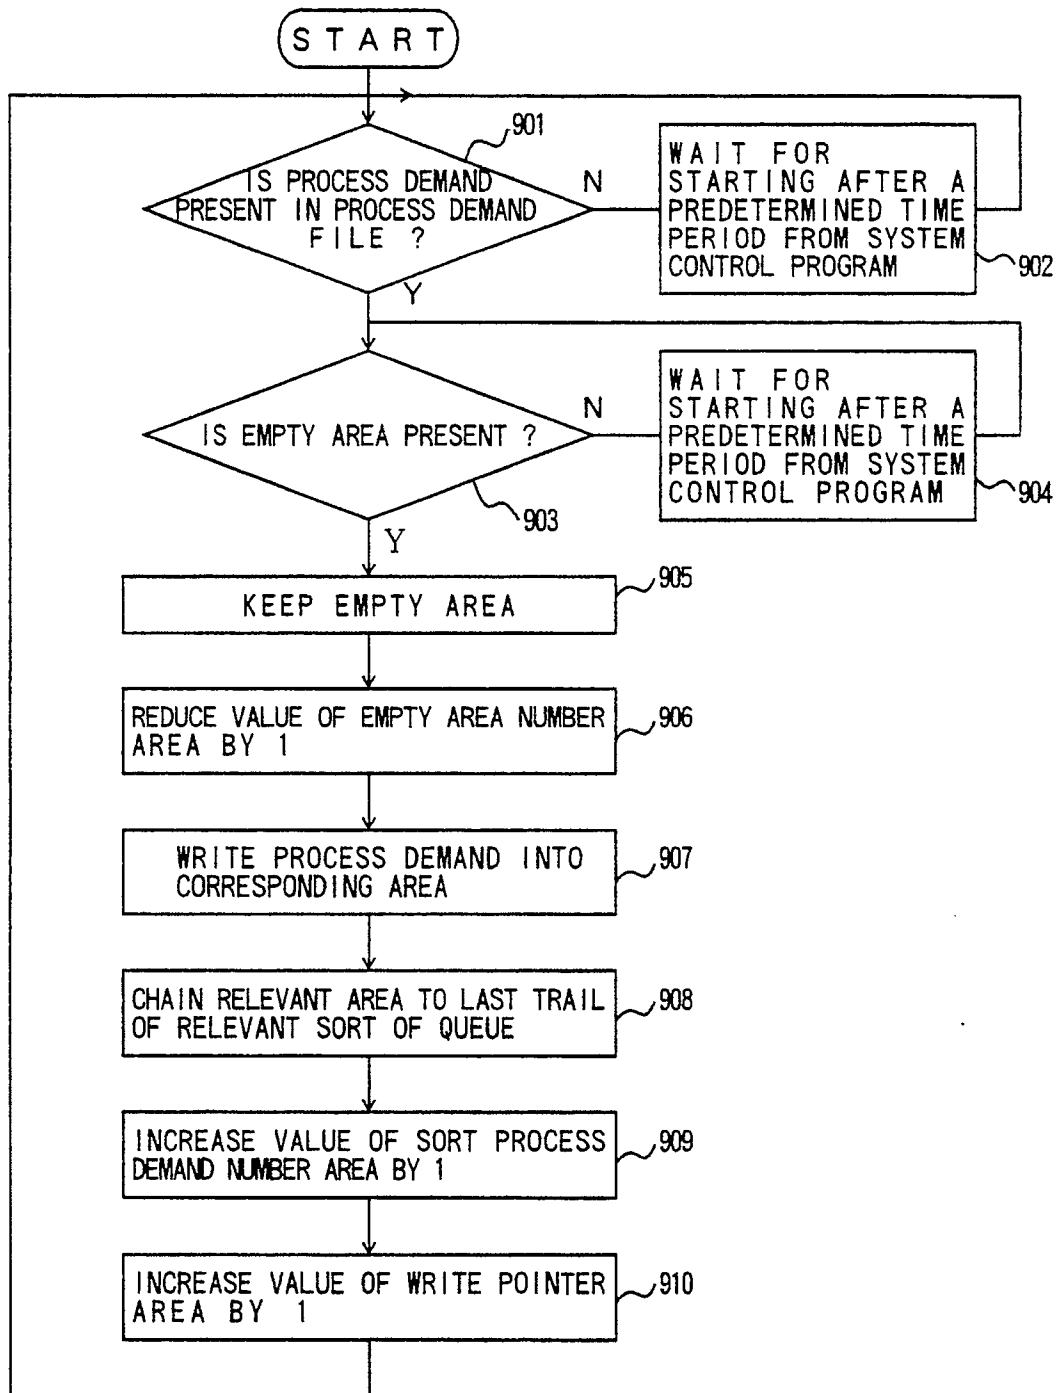 START
901
IS PROCESS DEMAND
PRESENT IN PROCESS DEMAND
FILE ?
N
Y
WAIT FOR
STARTING AFTER A
PREDETERMINED TIME
PERIOD FROM SYSTEM
CONTROL PROGRAM
902
IS EMPTY AREA PRESENT ?
N
903
Y
WAIT FOR
STARTING AFTER A
PREDETERMINED TIME
PERIOD FROM SYSTEM
CONTROL PROGRAM
904
KEEP EMPTY AREA
905
REDUCE VALUE OF EMPTY AREA NUMBER
AREA BY 1
906
WRITE PROCESS DEMAND INTO
CORRESPONDING AREA
907
CHAIN RELEVANT AREA TO LAST TRAIL
OF RELEVANT SORT OF QUEUE
908
INCREASE VALUE OF SORT PROCESS
DEMAND NUMBER AREA BY 1
909
INCREASE VALUE OF WRITE POINTER
AREA BY 1
910